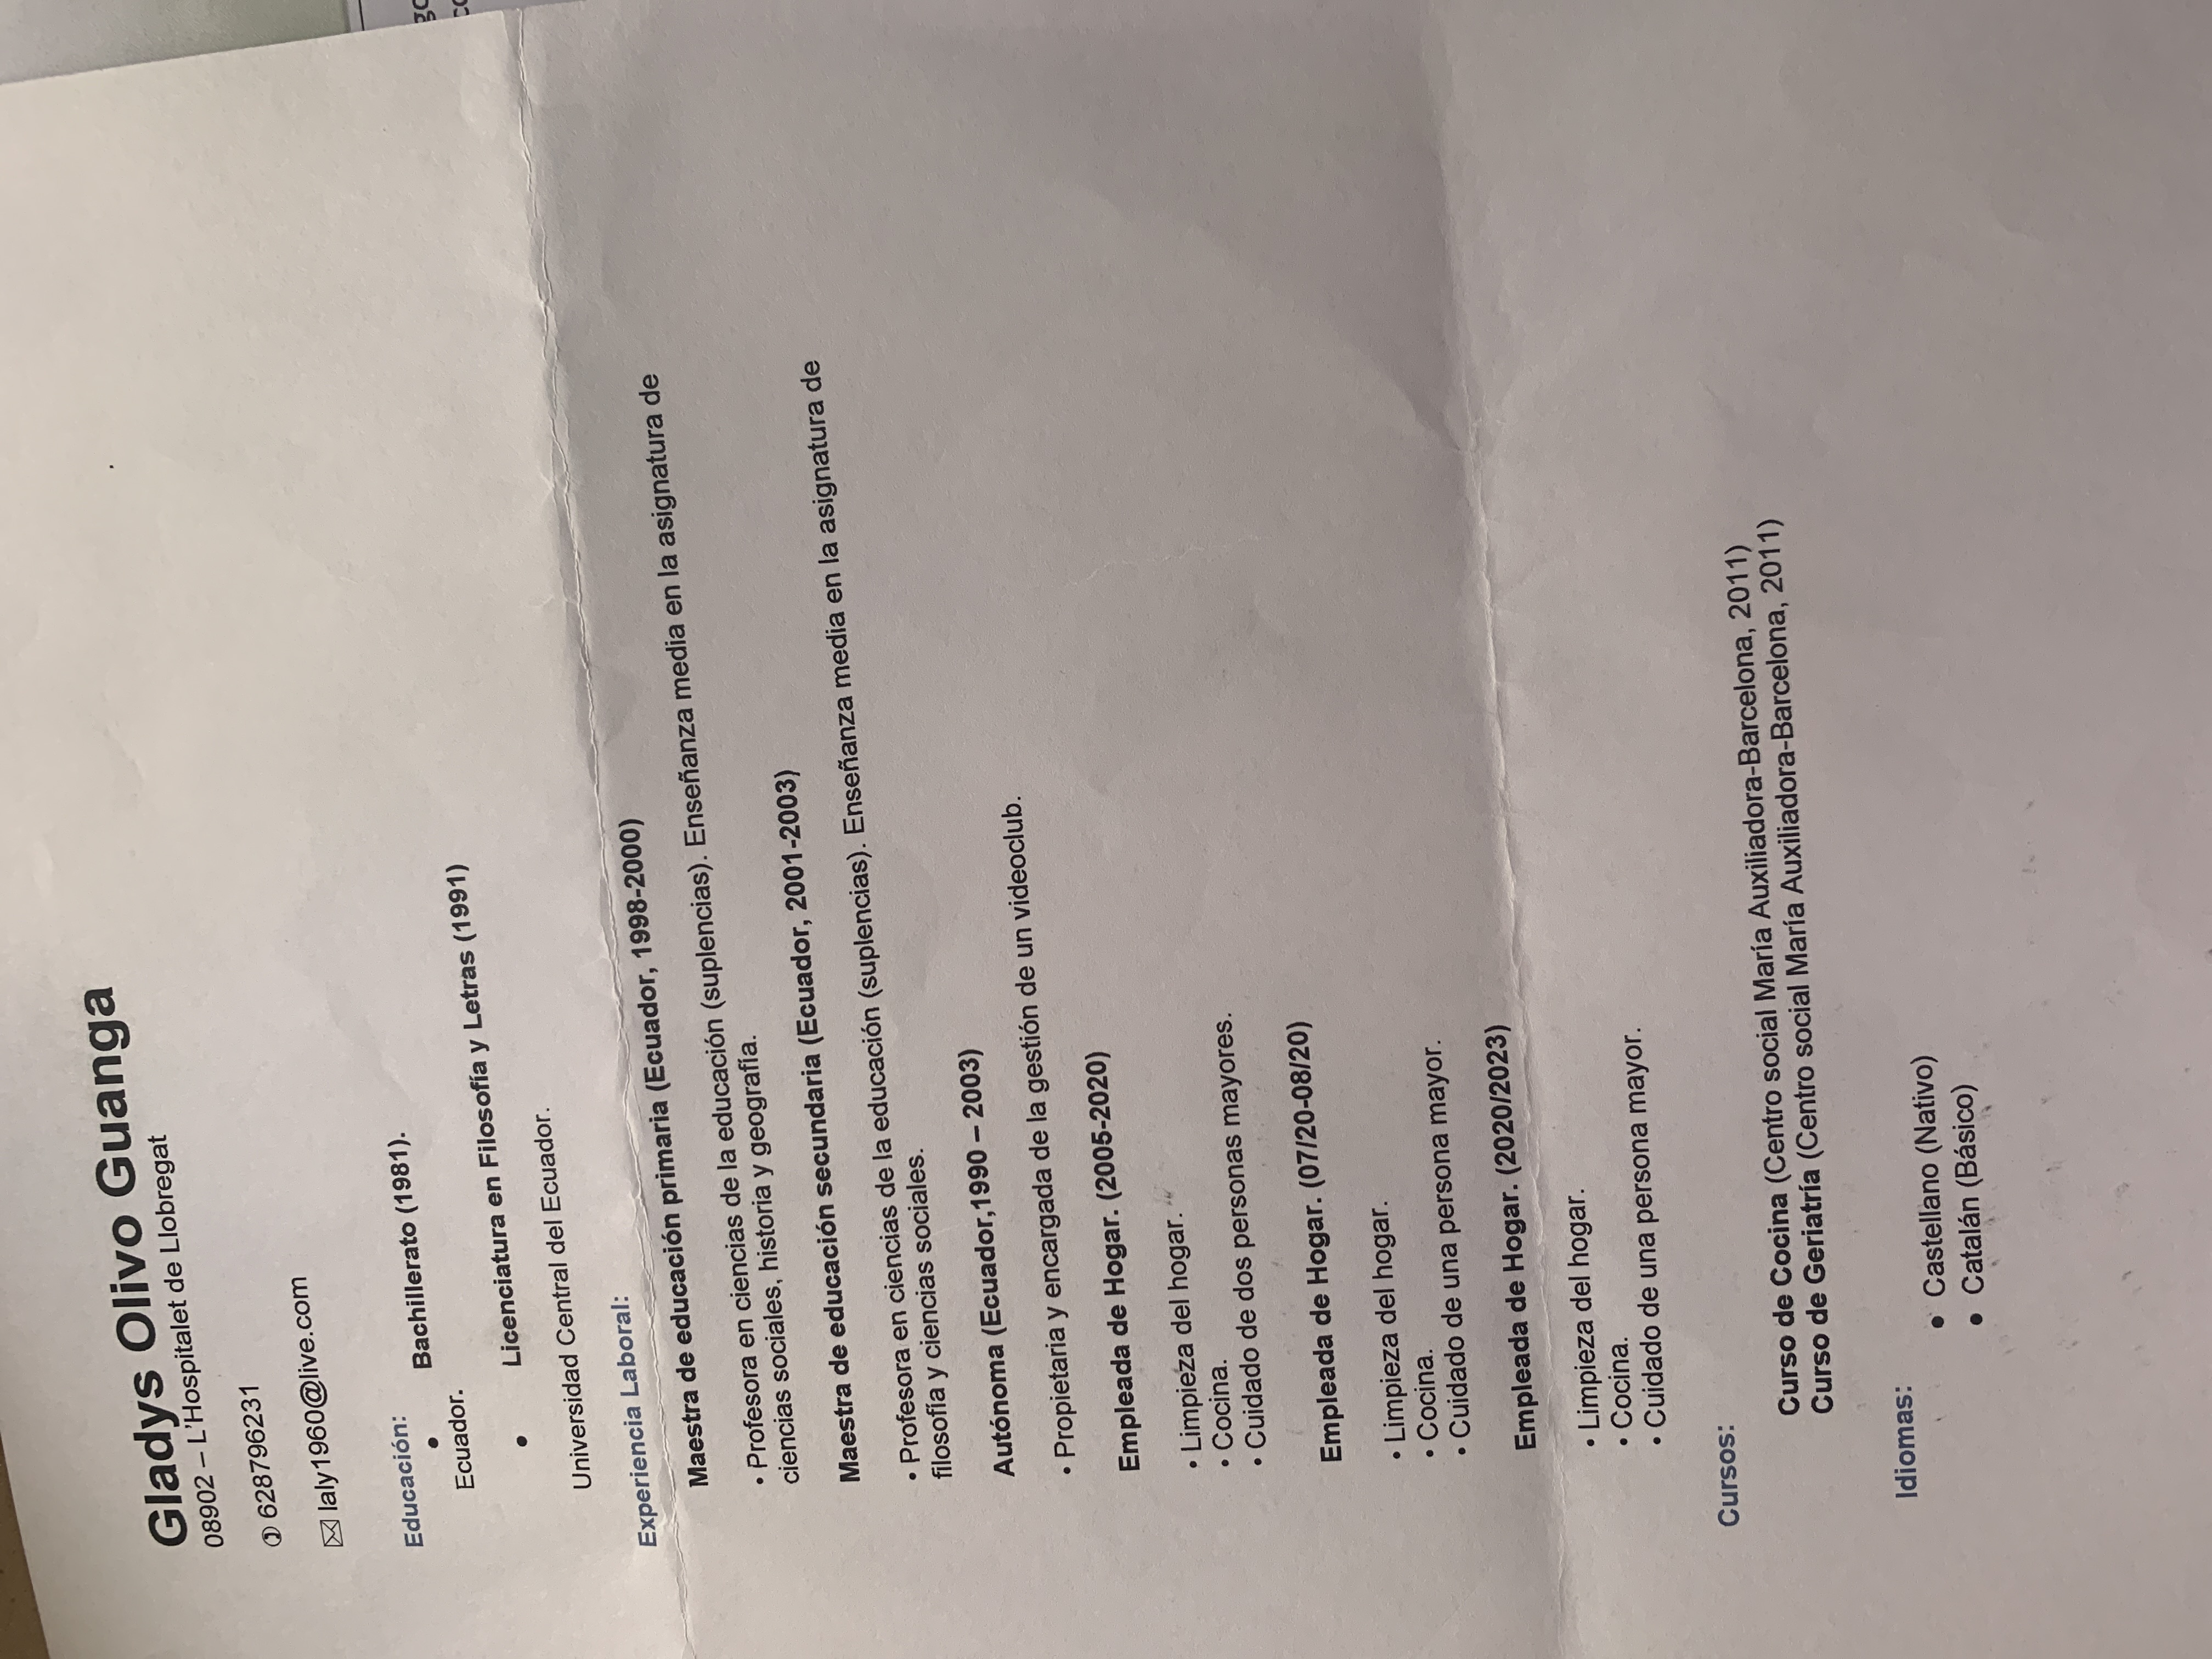 Gladys Olivo Guanga
08902 – L'Hospitalet de Llobregat
✆ 628796231
✉ laly1960@live.com
Educación:
• Bachillerato (1981).
Ecuador.
• Licenciatura en Filosofía y Letras (1991)
Universidad Central del Ecuador.
Experiencia Laboral:
Maestra de educación primaria (Ecuador, 1998-2000)
• Profesora en ciencias de la educación (suplencias). Enseñanza media en la asignatura de
ciencias sociales, historia y geografía.
Maestra de educación secundaria (Ecuador, 2001-2003)
• Profesora en ciencias de la educación (suplencias). Enseñanza media en la asignatura de
filosofía y ciencias sociales.
Autónoma (Ecuador,1990 – 2003)
• Propietaria y encargada de la gestión de un videoclub.
Empleada de Hogar. (2005-2020)
• Limpieza del hogar.
• Cocina.
• Cuidado de dos personas mayores.
Empleada de Hogar. (07/20-08/20)
• Limpieza del hogar.
• Cocina.
• Cuidado de una persona mayor.
Empleada de Hogar. (2020/2023)
• Limpieza del hogar.
• Cocina.
• Cuidado de una persona mayor.
Cursos:
Curso de Cocina (Centro social María Auxiliadora-Barcelona, 2011)
Curso de Geriatría (Centro social María Auxiliadora-Barcelona, 2011)
Idiomas:
• Castellano (Nativo)
• Catalán (Básico)